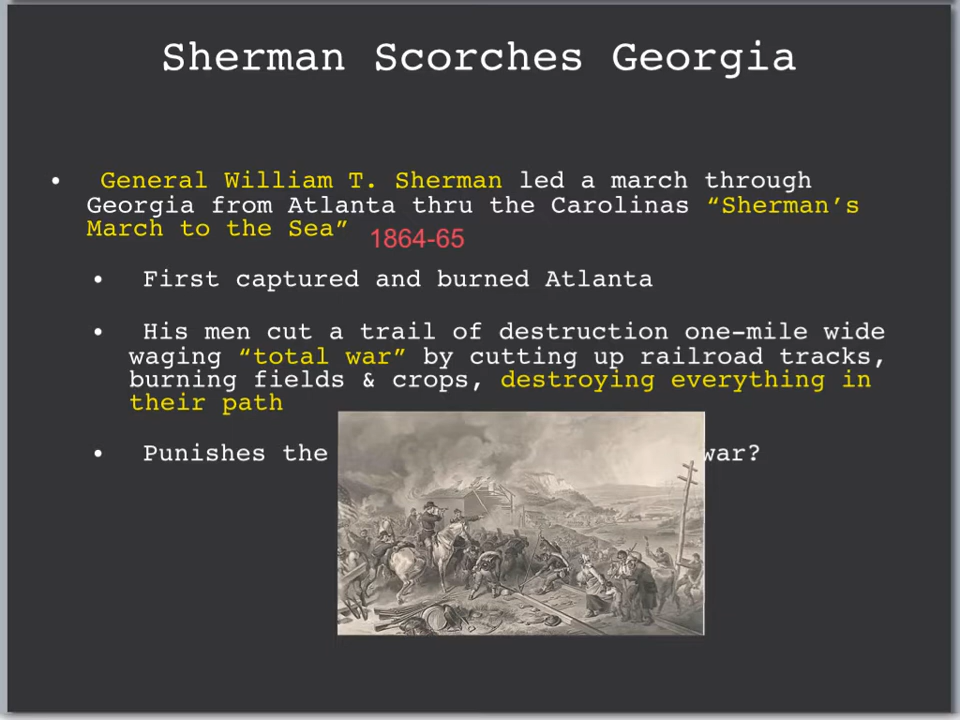 Sherman Scorches Georgia
• General William T. Sherman led a march through
Georgia from Atlanta thru the Carolinas “Sherman’s
March to the Sea” 1864-65
• First captured and burned Atlanta
• His men cut a trail of destruction one-mile wide
waging “total war” by cutting up railroad tracks,
burning fields & crops, destroying everything in
their path
• Punishes the war?